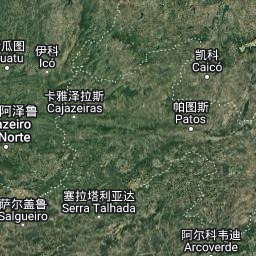 瓜图
guatu
伊科
Icó
凯科
Caicó
卡雅泽拉斯
Cajazeiras
阿泽鲁
azeiro
Norte
帕图斯
Patos
萨尔盖鲁
Salgueiro
塞拉塔利亚达
Serra Talhada
阿尔科韦迪
Arcoverde